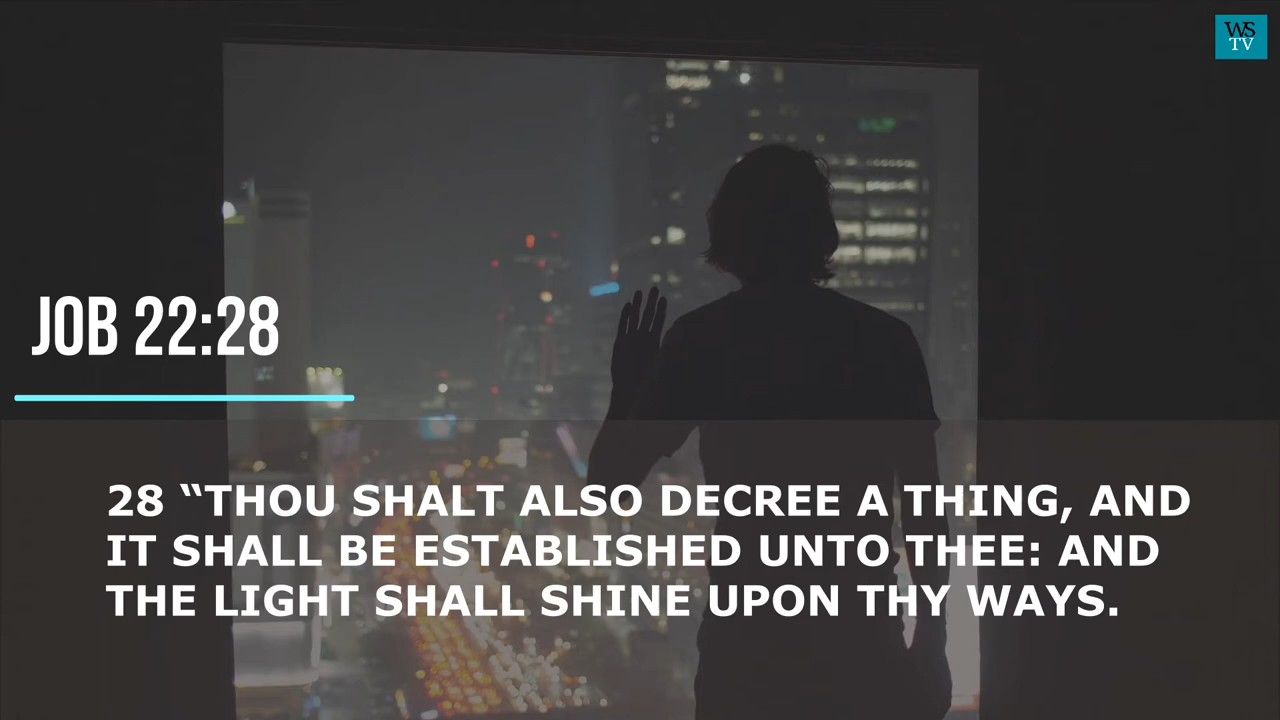 WS
TV
JOB 22:28
28 “THOU SHALT ALSO DECREE A THING, AND
IT SHALL BE ESTABLISHED UNTO THEE: AND
THE LIGHT SHALL SHINE UPON THY WAYS.